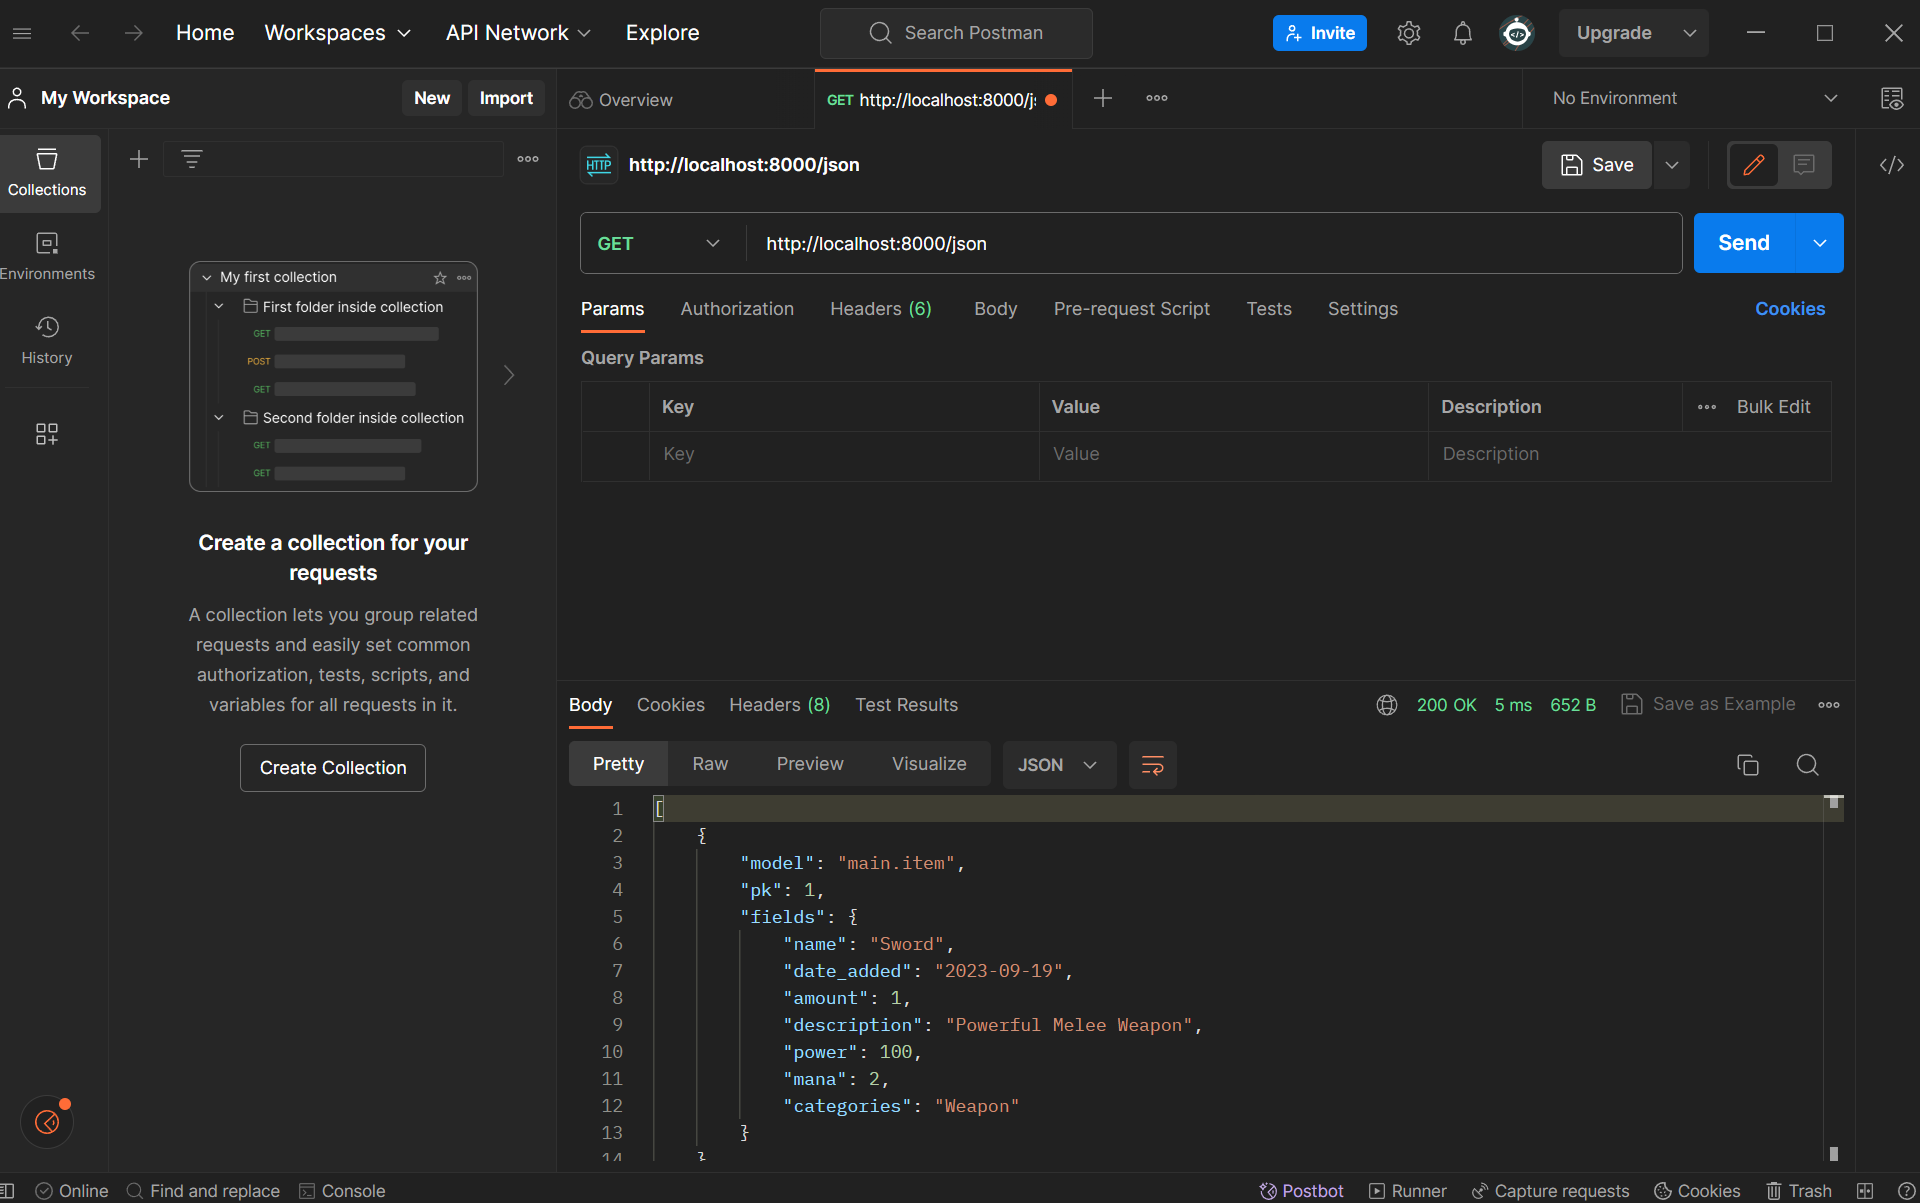 Home Workspaces API Network Explore Search Postman Invite Upgrade
My Workspace New Import Overview GET http://localhost:8000/js No Environment
Collections
Environments
History
My first collection
First folder inside collection
GET
POST
GET
Second folder inside collection
GET
GET
Create a collection for your
requests
A collection lets you group related
requests and easily set common
authorization, tests, scripts, and
variables for all requests in it.
Create Collection
HTTP http://localhost:8000/json Save
GET http://localhost:8000/json Send
Params Authorization Headers (6) Body Pre-request Script Tests Settings Cookies
Query Params
Key Value Description Bulk Edit
Key Value Description
Body Cookies Headers (8) Test Results 200 OK 5 ms 652 B Save as Example
Pretty Raw Preview Visualize JSON
1 [
2 {
3 "model": "main.item",
4 "pk": 1,
5 "fields": {
6 "name": "Sword",
7 "date_added": "2023-09-19",
8 "amount": 1,
9 "description": "Powerful Melee Weapon",
10 "power": 100,
11 "mana": 2,
12 "categories": "Weapon"
13 }
14 }
Online Find and replace Console Postbot Runner Capture requests Cookies Trash